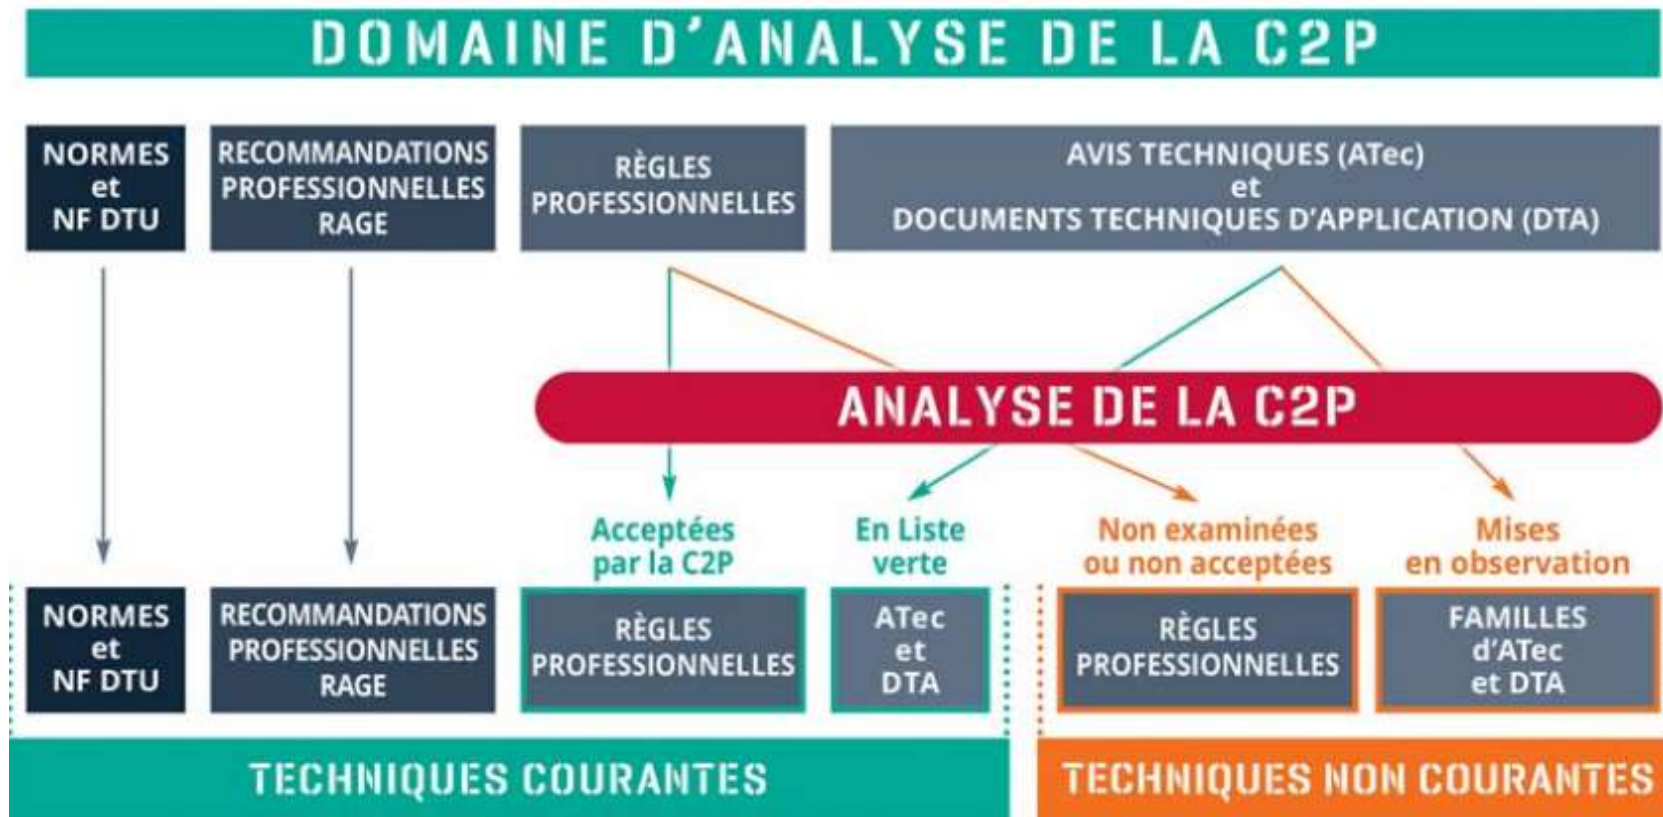 DOMAINE D'ANALYSE DE LA C2P
NORMES
et
NF DTU
RECOMMANDATIONS
PROFESSIONNELLES
RAGE
RÈGLES
PROFESSIONNELLES
AVIS TECHNIQUES (ATec)
et
DOCUMENTS TECHNIQUES D'APPLICATION (DTA)
ANALYSE DE LA C2P
Acceptées
par la C2P
En Liste
verte
Non examinées
ou non acceptées
Mises
en observation
NORMES
et
NF DTU
RECOMMANDATIONS
PROFESSIONNELLES
RAGE
RÈGLES
PROFESSIONNELLES
ATec
et
DTA
RÈGLES
PROFESSIONNELLES
FAMILLES
d'ATec
et DTA
TECHNIQUES COURANTES
TECHNIQUES NON COURANTES